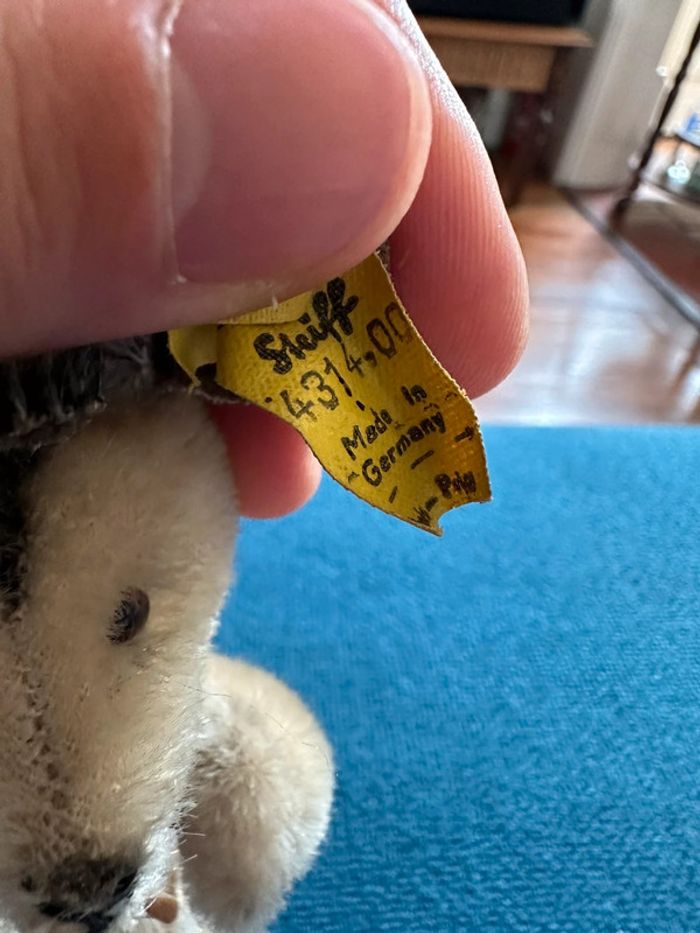 Steiff
4314,00
Made in
Germany